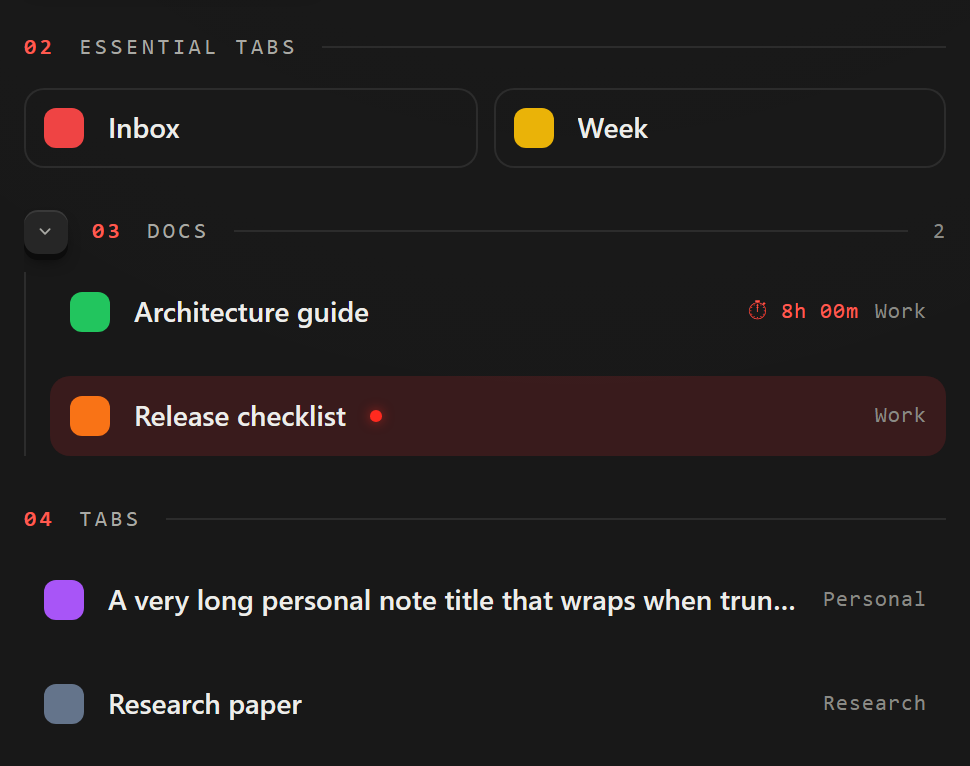 02 ESSENTIAL TABS
Inbox
Week
03 DOCS 2
Architecture guide ⏱ 8h 00m Work
Release checklist Work
04 TABS
A very long personal note title that wraps when trun... Personal
Research paper Research